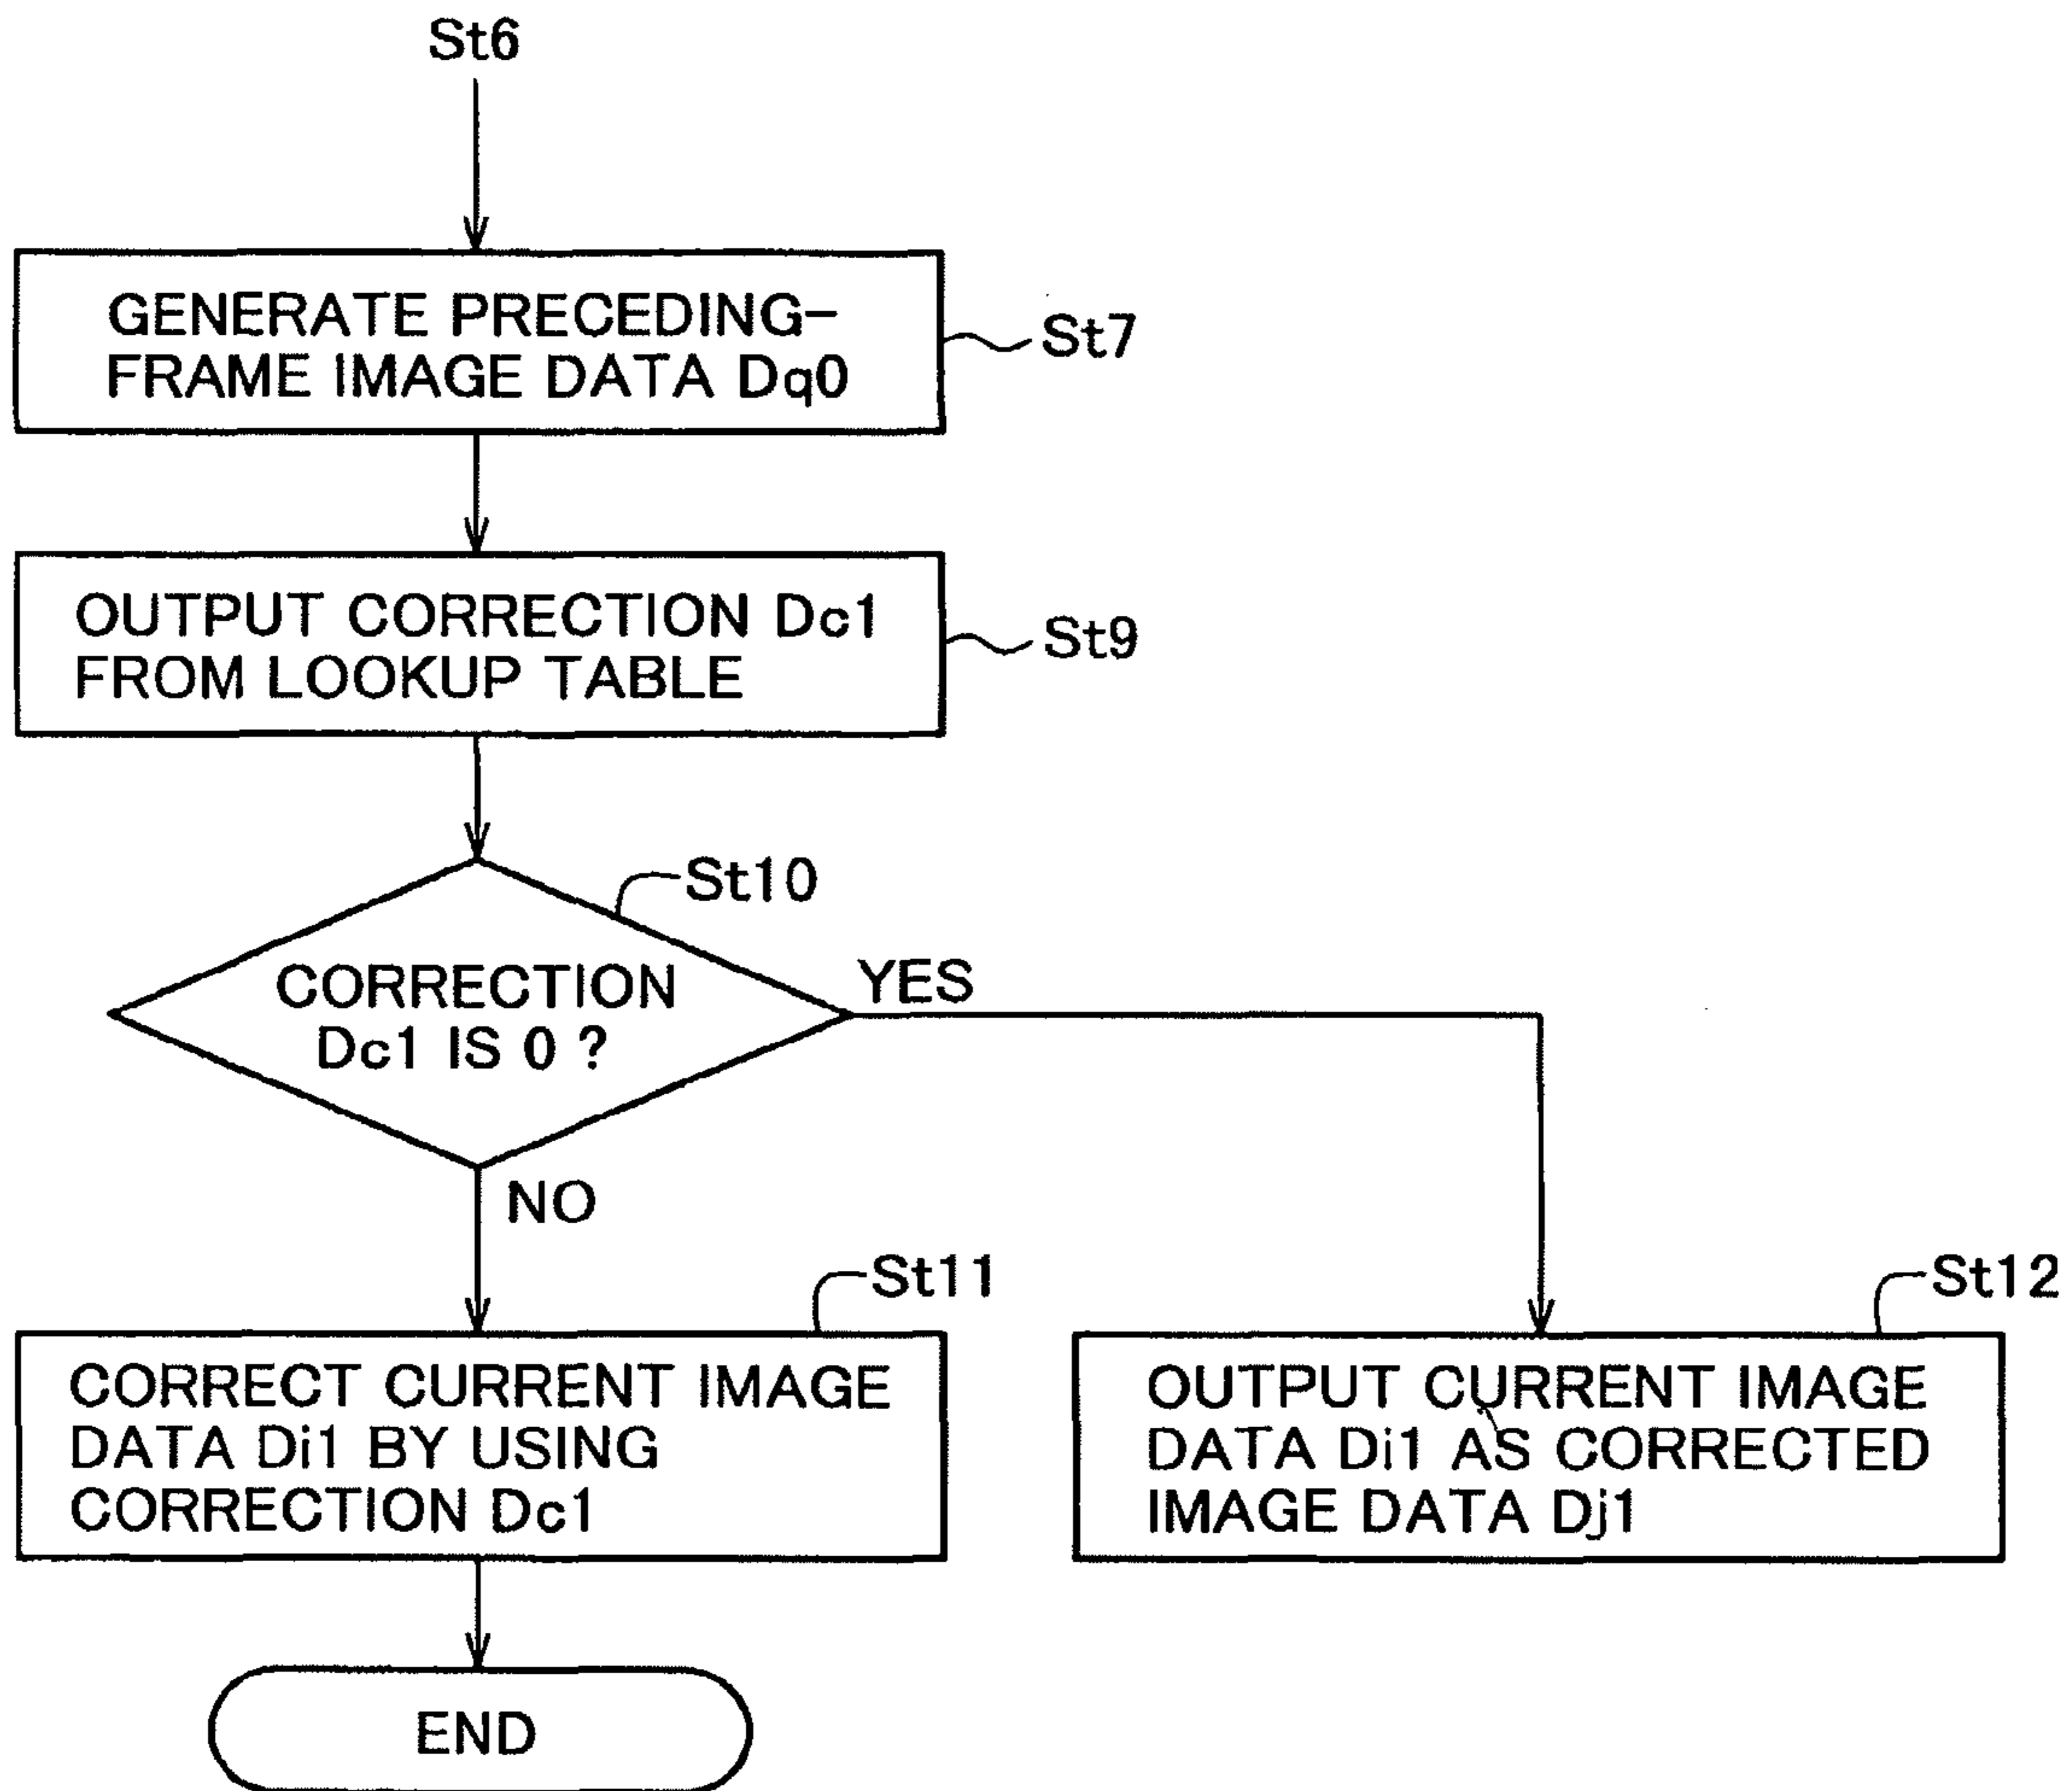 St6
GENERATE PRECEDING-
FRAME IMAGE DATA Dq0
St7
OUTPUT CORRECTION Dc1
FROM LOOKUP TABLE
St9
St10
CORRECTION
Dc1 IS 0 ?
YES
NO
St11
CORRECT CURRENT IMAGE
DATA Di1 BY USING
CORRECTION Dc1
St12
OUTPUT CURRENT IMAGE
DATA Di1 AS CORRECTED
IMAGE DATA Dj1
END